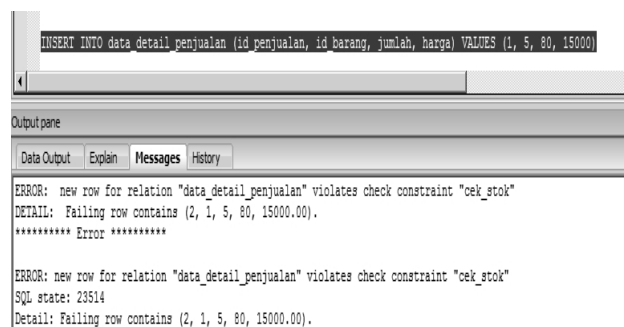 INSERT INTO data_detail_penjualan (id_penjualan, id_barang, jumlah, harga) VALUES (1, 5, 80, 15000)
Output pane
Data Output Explain Messages History
ERROR: new row for relation "data_detail_penjualan" violates check constraint "cek_stok"
DETAIL: Failing row contains (2, 1, 5, 80, 15000.00).
********** Error **********
ERROR: new row for relation "data_detail_penjualan" violates check constraint "cek_stok"
SQL state: 23514
Detail: Failing row contains (2, 1, 5, 80, 15000.00).